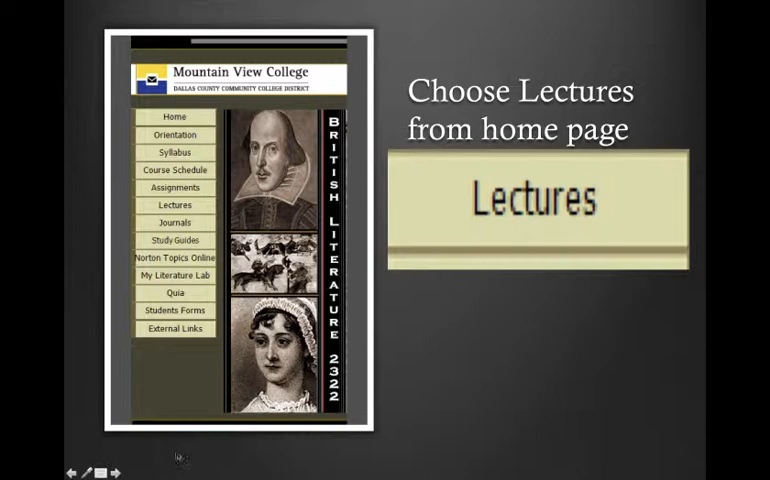 Mountain View College
DALLAS COUNTY COMMUNITY COLLEGE DISTRICT
Home
Orientation
Syllabus
Course Schedule
Assignments
Lectures
Journals
Study Guides
Norton Topics Online
My Literature Lab
Quia
Students Forms
External Links
BRITISH LITERATURE 2322
Choose Lectures
from home page
Lectures